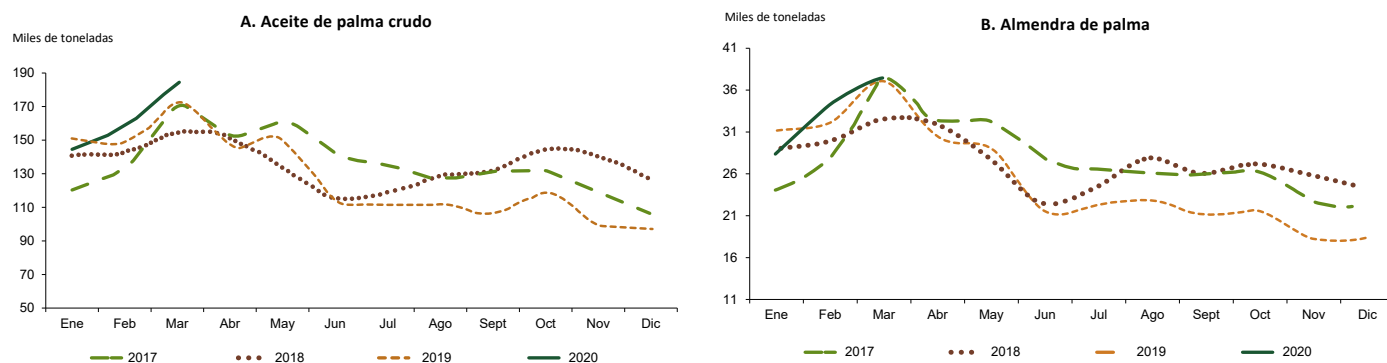 A. Aceite de palma crudo
Miles de toneladas
190
170
150
130
110
90
70
50
Ene Feb Mar Abr May Jun Jul Ago Sept Oct Nov Dic
2017 2018 2019 2020
Miles de toneladas
B. Almendra de palma
41
36
31
26
21
16
11
Ene Feb Mar Abr May Jun Jul Ago Sept Oct Nov Dic
2017 2018 2019 2020